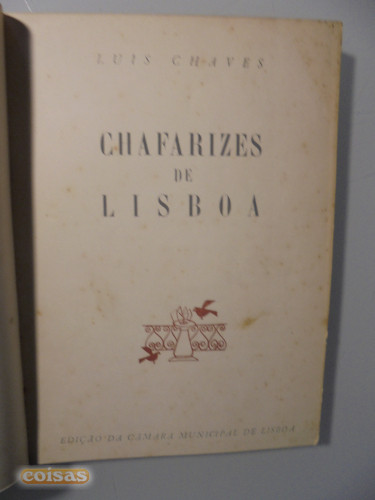 LUIS CHAVES
CHAFARIZES
DE
LISBOA
EDIÇÃO DA CÂMARA MUNICIPAL DE LISBOA
coisas